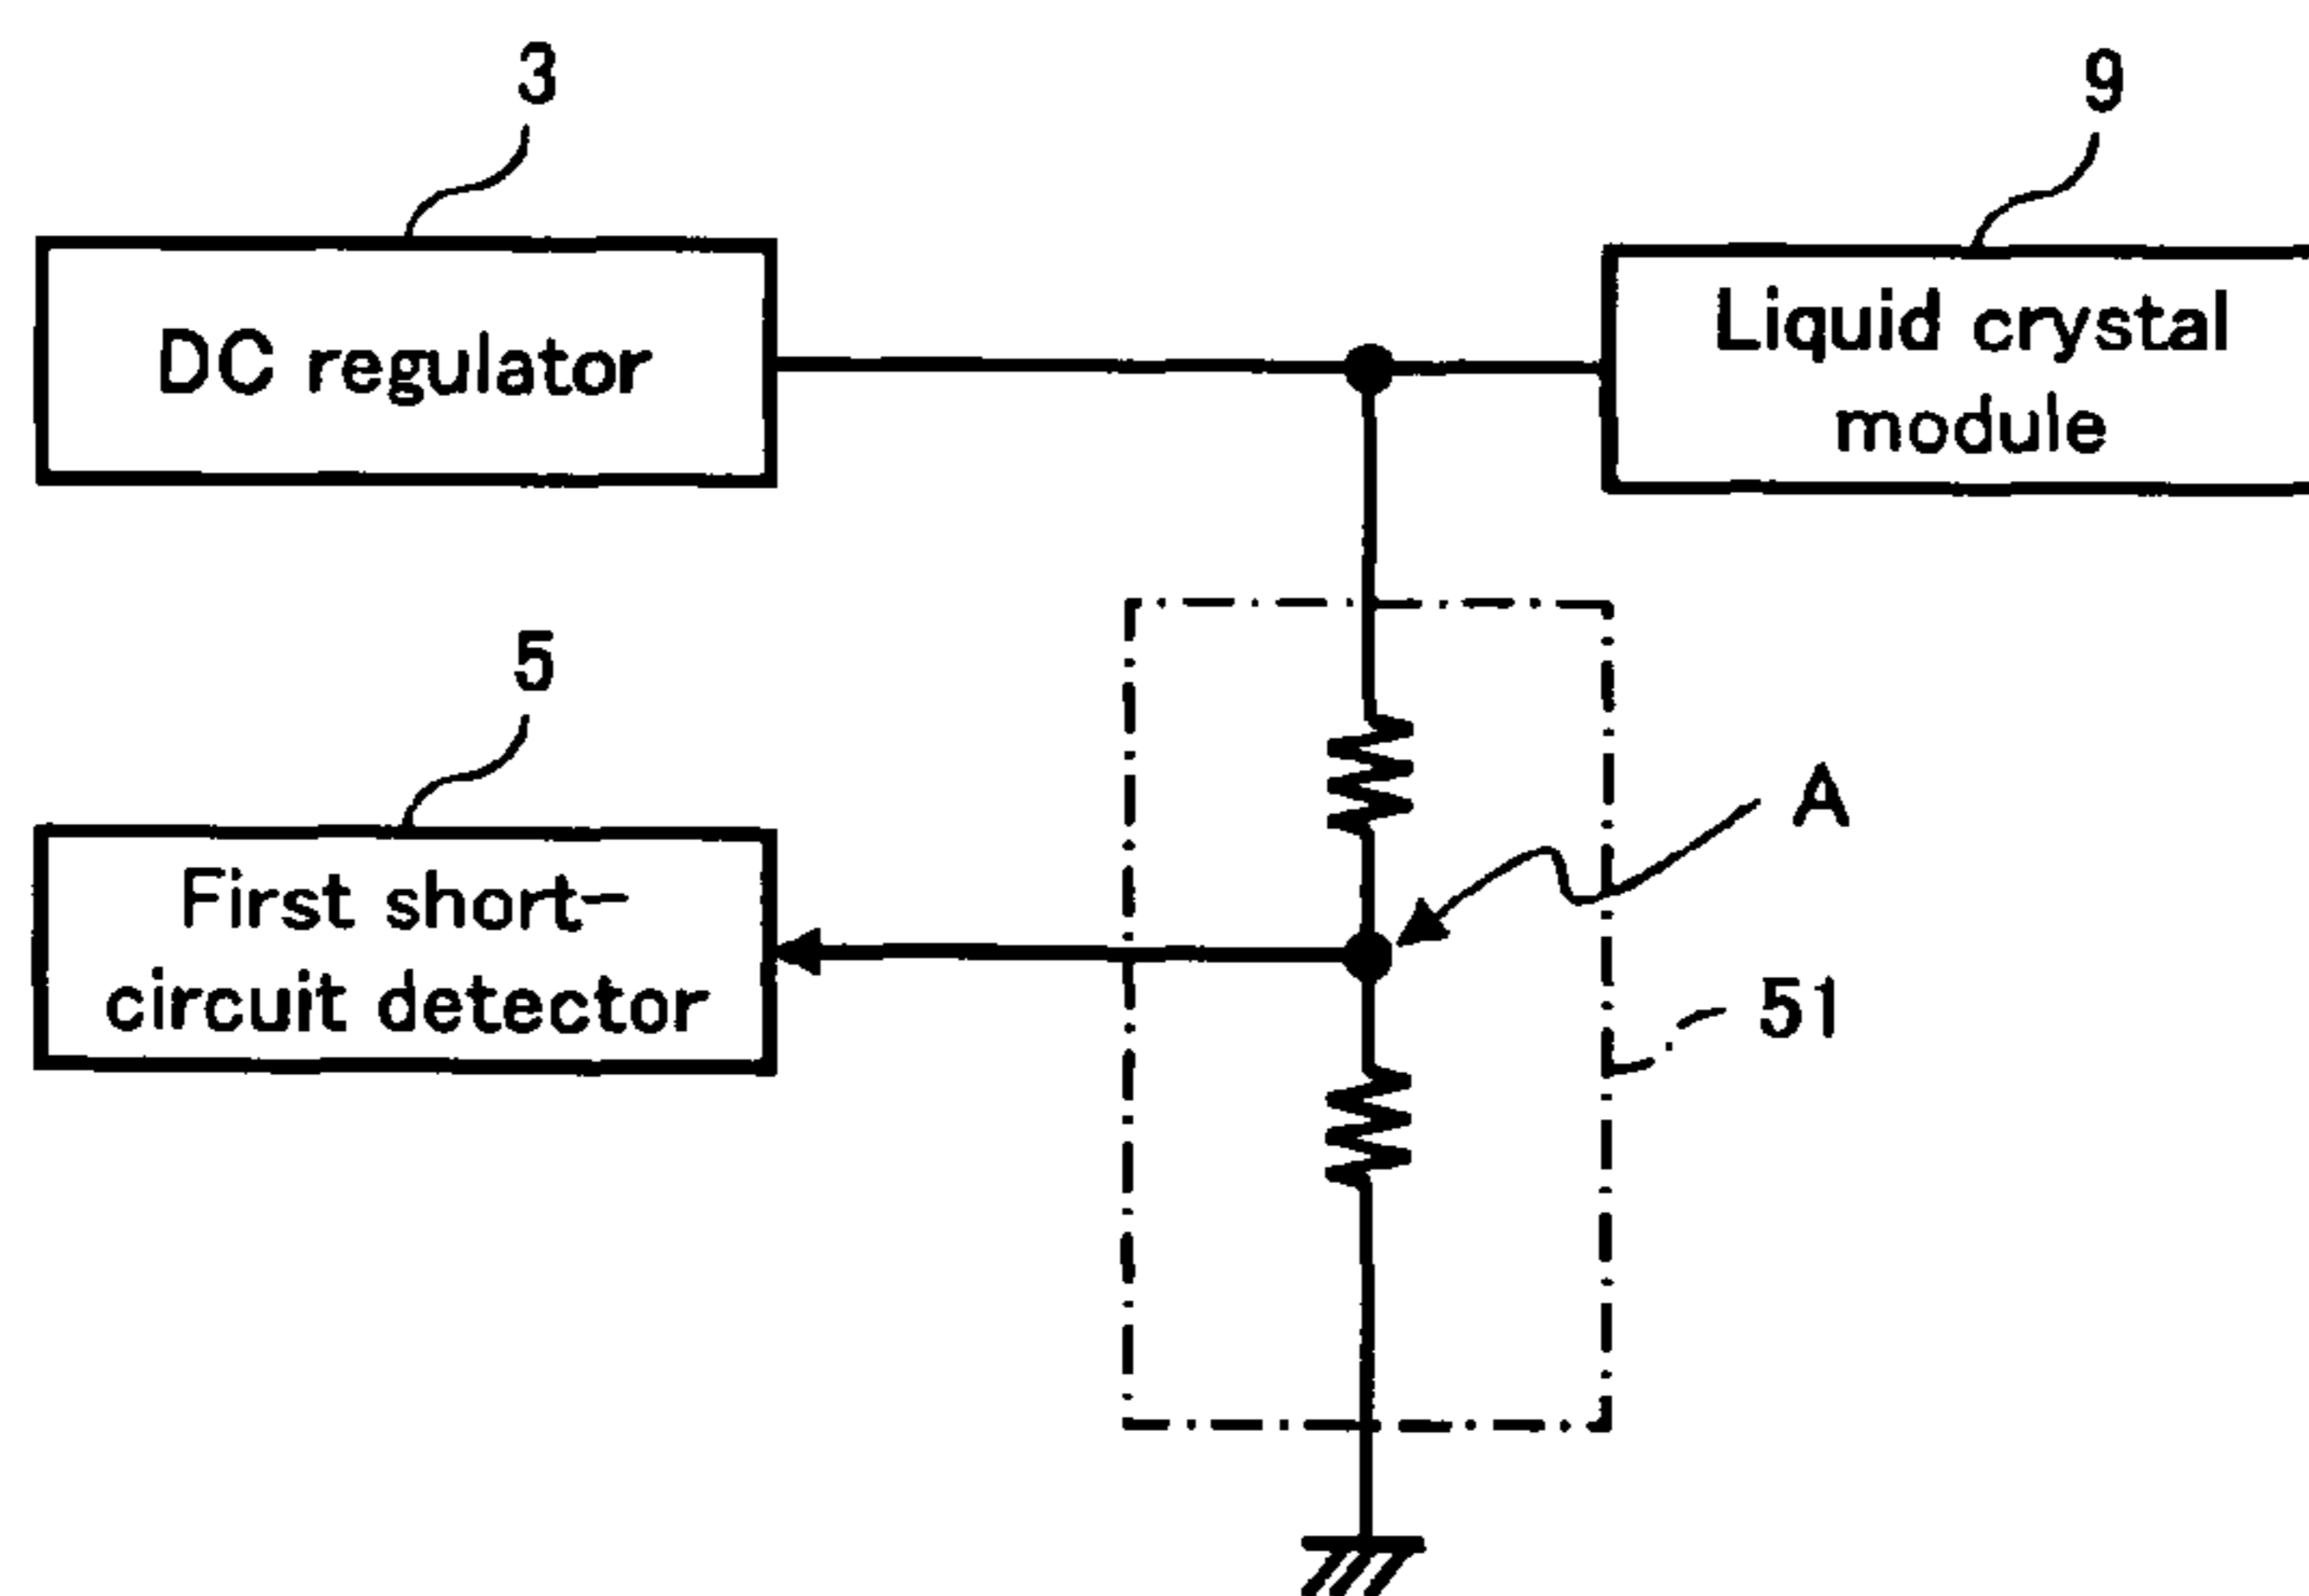 3
9
DC regulator
Liquid crystal
module
5
First short-
circuit detector
A
51